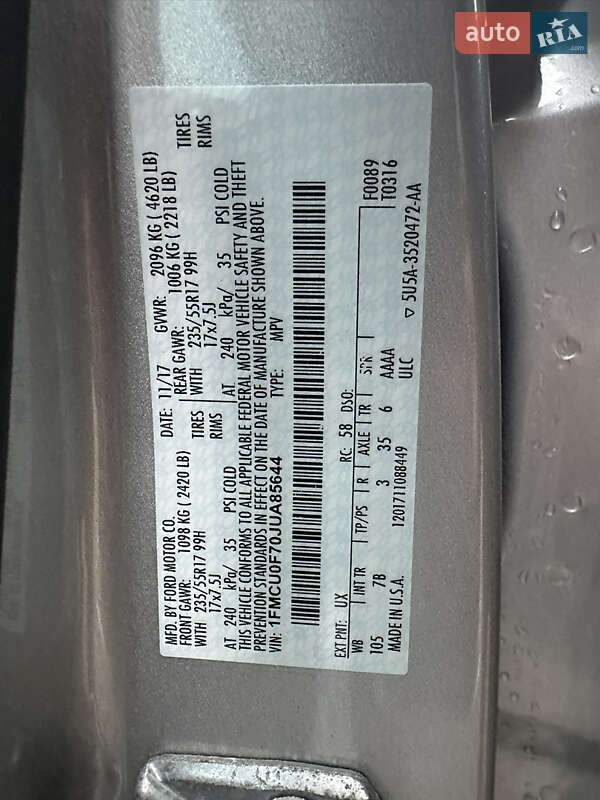 auto RIA .com
MFD. BY FORD MOTOR CO. DATE: 11/17 GVWR: 2096 KG ( 4620 LB)
FRONT GAWR: 1098 KG ( 2420 LB) REAR GAWR: 1006 KG ( 2218 LB)
WITH 235/55R17 99H TIRES WITH 235/55R17 99H TIRES
17x7.5J RIMS 17x7.5J RIMS
AT 240 kPa/ 35 PSI COLD AT 240 kPa/ 35 PSI COLD
THIS VEHICLE CONFORMS TO ALL APPLICABLE FEDERAL MOTOR VEHICLE SAFETY AND THEFT
PREVENTION STANDARDS IN EFFECT ON THE DATE OF MANUFACTURE SHOWN ABOVE.
VIN: 1FMCU0F70JUA85644 TYPE: MPV
F0089
T0316
EXT PNT: UX RC: 58 DSO:
WB INT TR TP/PS R AXLE TR SPR
105 7B 3 35 6 AAAA
ULC
1201711088449
MADE IN U.S.A. ▽ 5U5A-3520472-AA